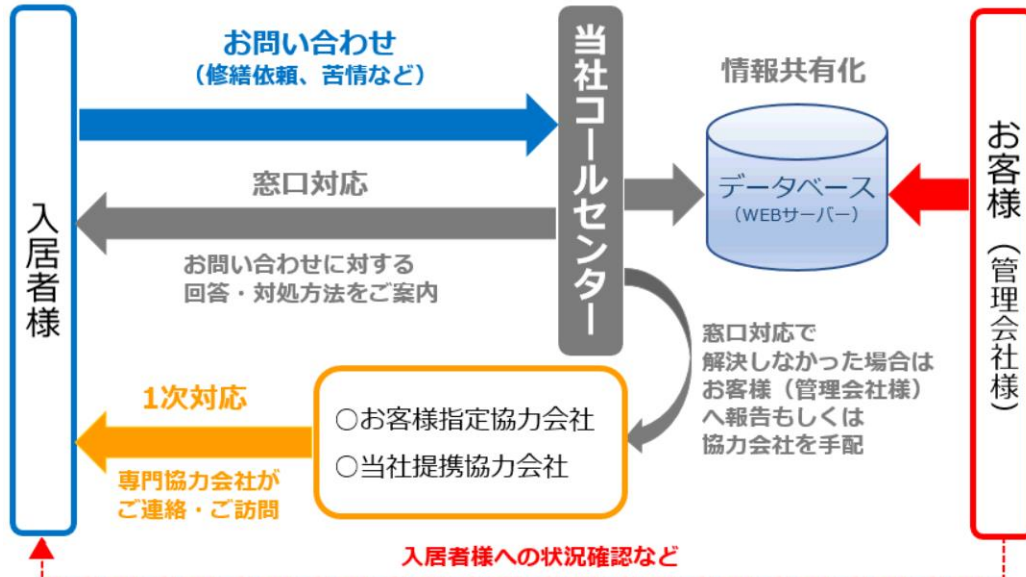 入居者様
お問い合わせ
（修繕依頼、苦情など）
窓口対応
お問い合わせに対する
回答・対処方法をご案内
当社コールセンター
情報共有化
データベース
（WEBサーバー）
お客様（管理会社様）
窓口対応で
解決しなかった場合は
お客様（管理会社様）
へ報告もしくは
協力会社を手配
1次対応
専門協力会社が
ご連絡・ご訪問
○お客様指定協力会社
○当社提携協力会社
入居者様への状況確認など